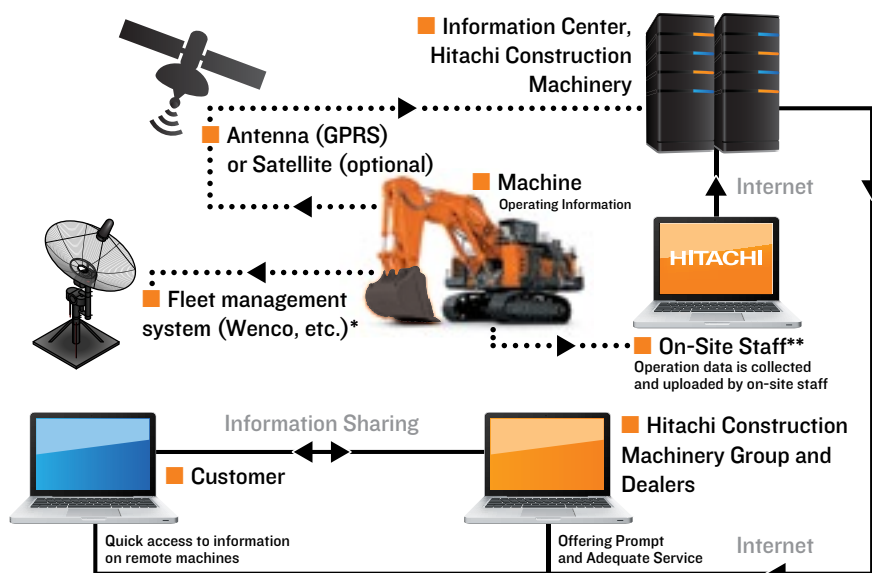 Information Center,
Hitachi Construction
Machinery
Antenna (GPRS)
or Satellite (optional)
Machine
Operating Information
Internet
HITACHI
Fleet management
system (Wenco, etc.)*
On-Site Staff**
Operation data is collected
and uploaded by on-site staff
Information Sharing
Customer
Hitachi Construction
Machinery Group and
Dealers
Quick access to information
on remote machines
Offering Prompt
and Adequate Service
Internet